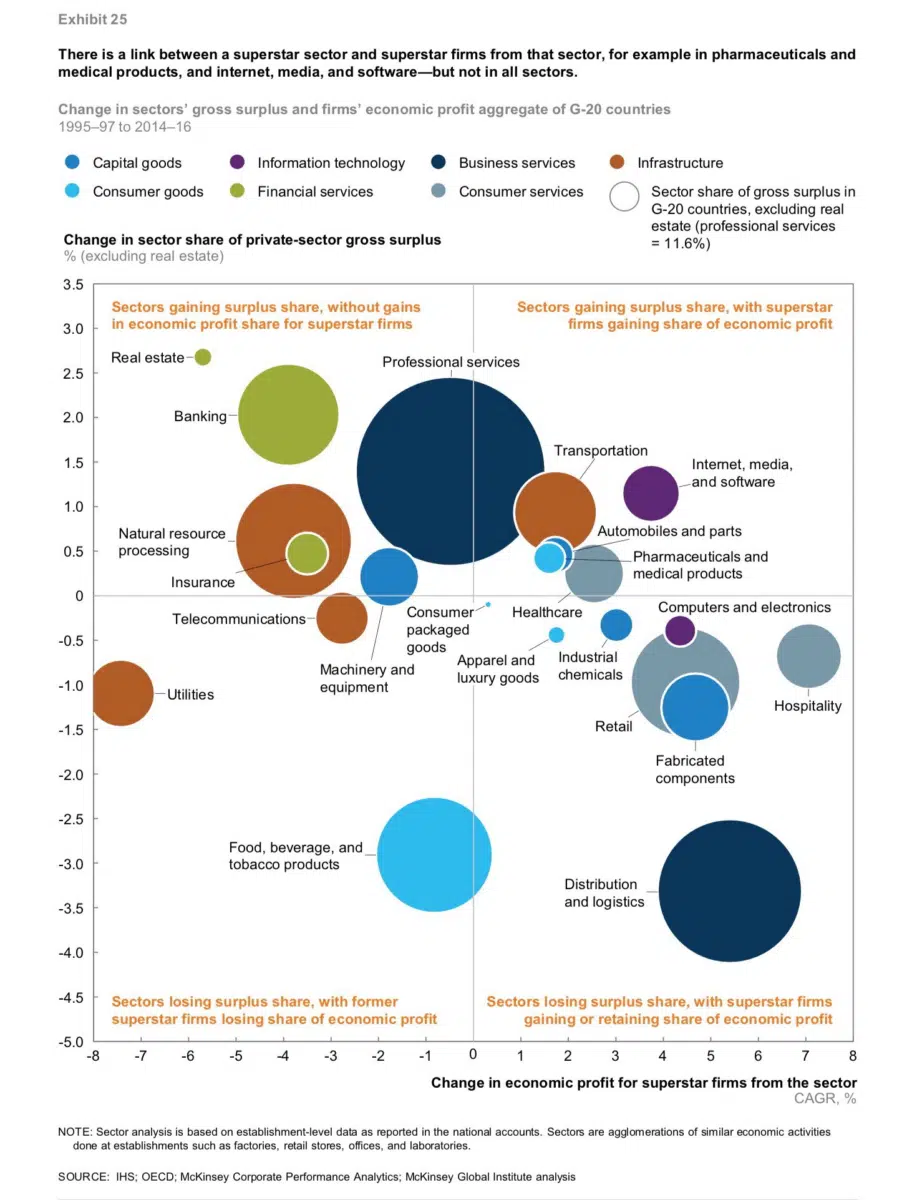 Exhibit 25
There is a link between a superstar sector and superstar firms from that sector, for example in pharmaceuticals and
medical products, and internet, media, and software—but not in all sectors.
Change in sectors' gross surplus and firms' economic profit aggregate of G-20 countries
1995–97 to 2014–16
Capital goods
Information technology
Business services
Infrastructure
Consumer goods
Financial services
Consumer services
Sector share of gross surplus in
G-20 countries, excluding real
estate (professional services
= 11.6%)
Change in sector share of private-sector gross surplus
% (excluding real estate)
3.5
3.0
2.5
2.0
1.5
1.0
0.5
0
-0.5
-1.0
-1.5
-2.0
-2.5
-3.0
-3.5
-4.0
-4.5
-5.0
Sectors gaining surplus share, without gains
in economic profit share for superstar firms
Sectors gaining surplus share, with superstar
firms gaining share of economic profit
Real estate
Professional services
Banking
Transportation
Internet, media,
and software
Natural resource
processing
Automobiles and parts
Pharmaceuticals and
medical products
Insurance
Telecommunications
Consumer
packaged
goods
Healthcare
Computers and electronics
Machinery and
equipment
Apparel and
luxury goods
Industrial
chemicals
Utilities
Hospitality
Retail
Fabricated
components
Food, beverage, and
tobacco products
Distribution
and logistics
Sectors losing surplus share, with former
superstar firms losing share of economic profit
Sectors losing surplus share, with superstar firms
gaining or retaining share of economic profit
-8 -7 -6 -5 -4 -3 -2 -1 0 1 2 3 4 5 6 7 8
Change in economic profit for superstar firms from the sector
CAGR, %
NOTE: Sector analysis is based on establishment-level data as reported in the national accounts. Sectors are agglomerations of similar economic activities
done at establishments such as factories, retail stores, offices, and laboratories.
SOURCE: IHS; OECD; McKinsey Corporate Performance Analytics; McKinsey Global Institute analysis